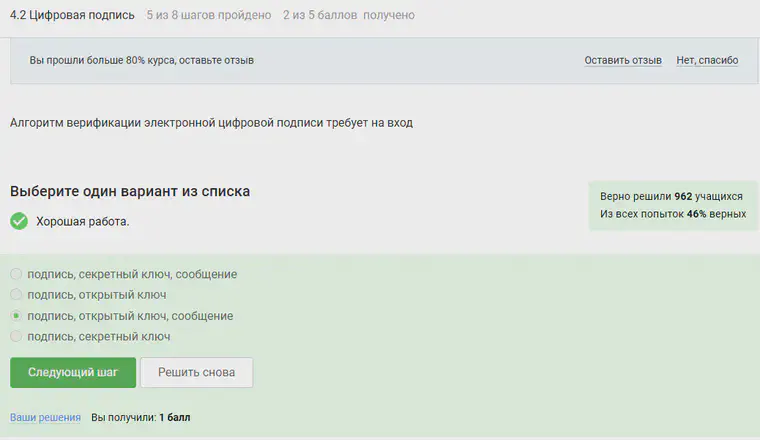 4.2 Цифровая подпись 5 из 8 шагов пройдено 2 из 5 баллов получено
Вы прошли больше 80% курса, оставьте отзыв Оставить отзыв Нет, спасибо
Алгоритм верификации электронной цифровой подписи требует на вход
Выберите один вариант из списка
Хорошая работа.
Верно решили 962 учащихся
Из всех попыток 46% верных
подпись, секретный ключ, сообщение
подпись, открытый ключ
подпись, открытый ключ, сообщение
подпись, секретный ключ
Следующий шаг Решить снова
Ваши решения Вы получили: 1 балл